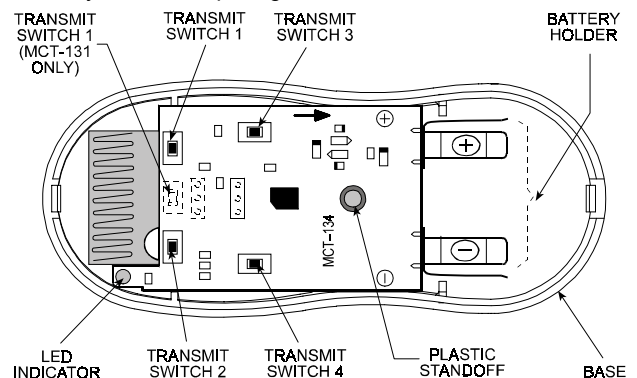 TRANSMIT
SWITCH 1
(MCT-131
ONLY)
TRANSMIT
SWITCH 1
TRANSMIT
SWITCH 3
BATTERY
HOLDER
+
+
MCT-134
−
−
LED
INDICATOR
TRANSMIT
SWITCH 2
TRANSMIT
SWITCH 4
PLASTIC
STANDOFF
BASE